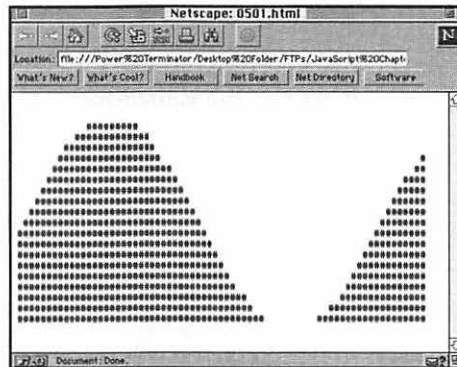 Netscape: 0501.html
Location: file:///Power%20Terminator/Desktop%20Folder/FTPs/JavaScript%20Chapt
What's New? What's Cool? Handbook Net Search Net Directory Software
N
Document: Done.